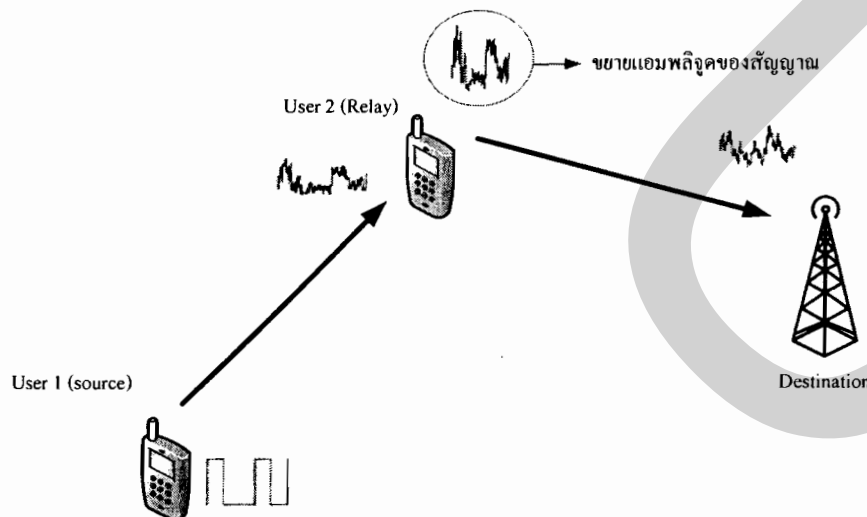 ขยายแอมพลิจูดของสัญญาณ
User 2 (Relay)
User 1 (source)
Destination